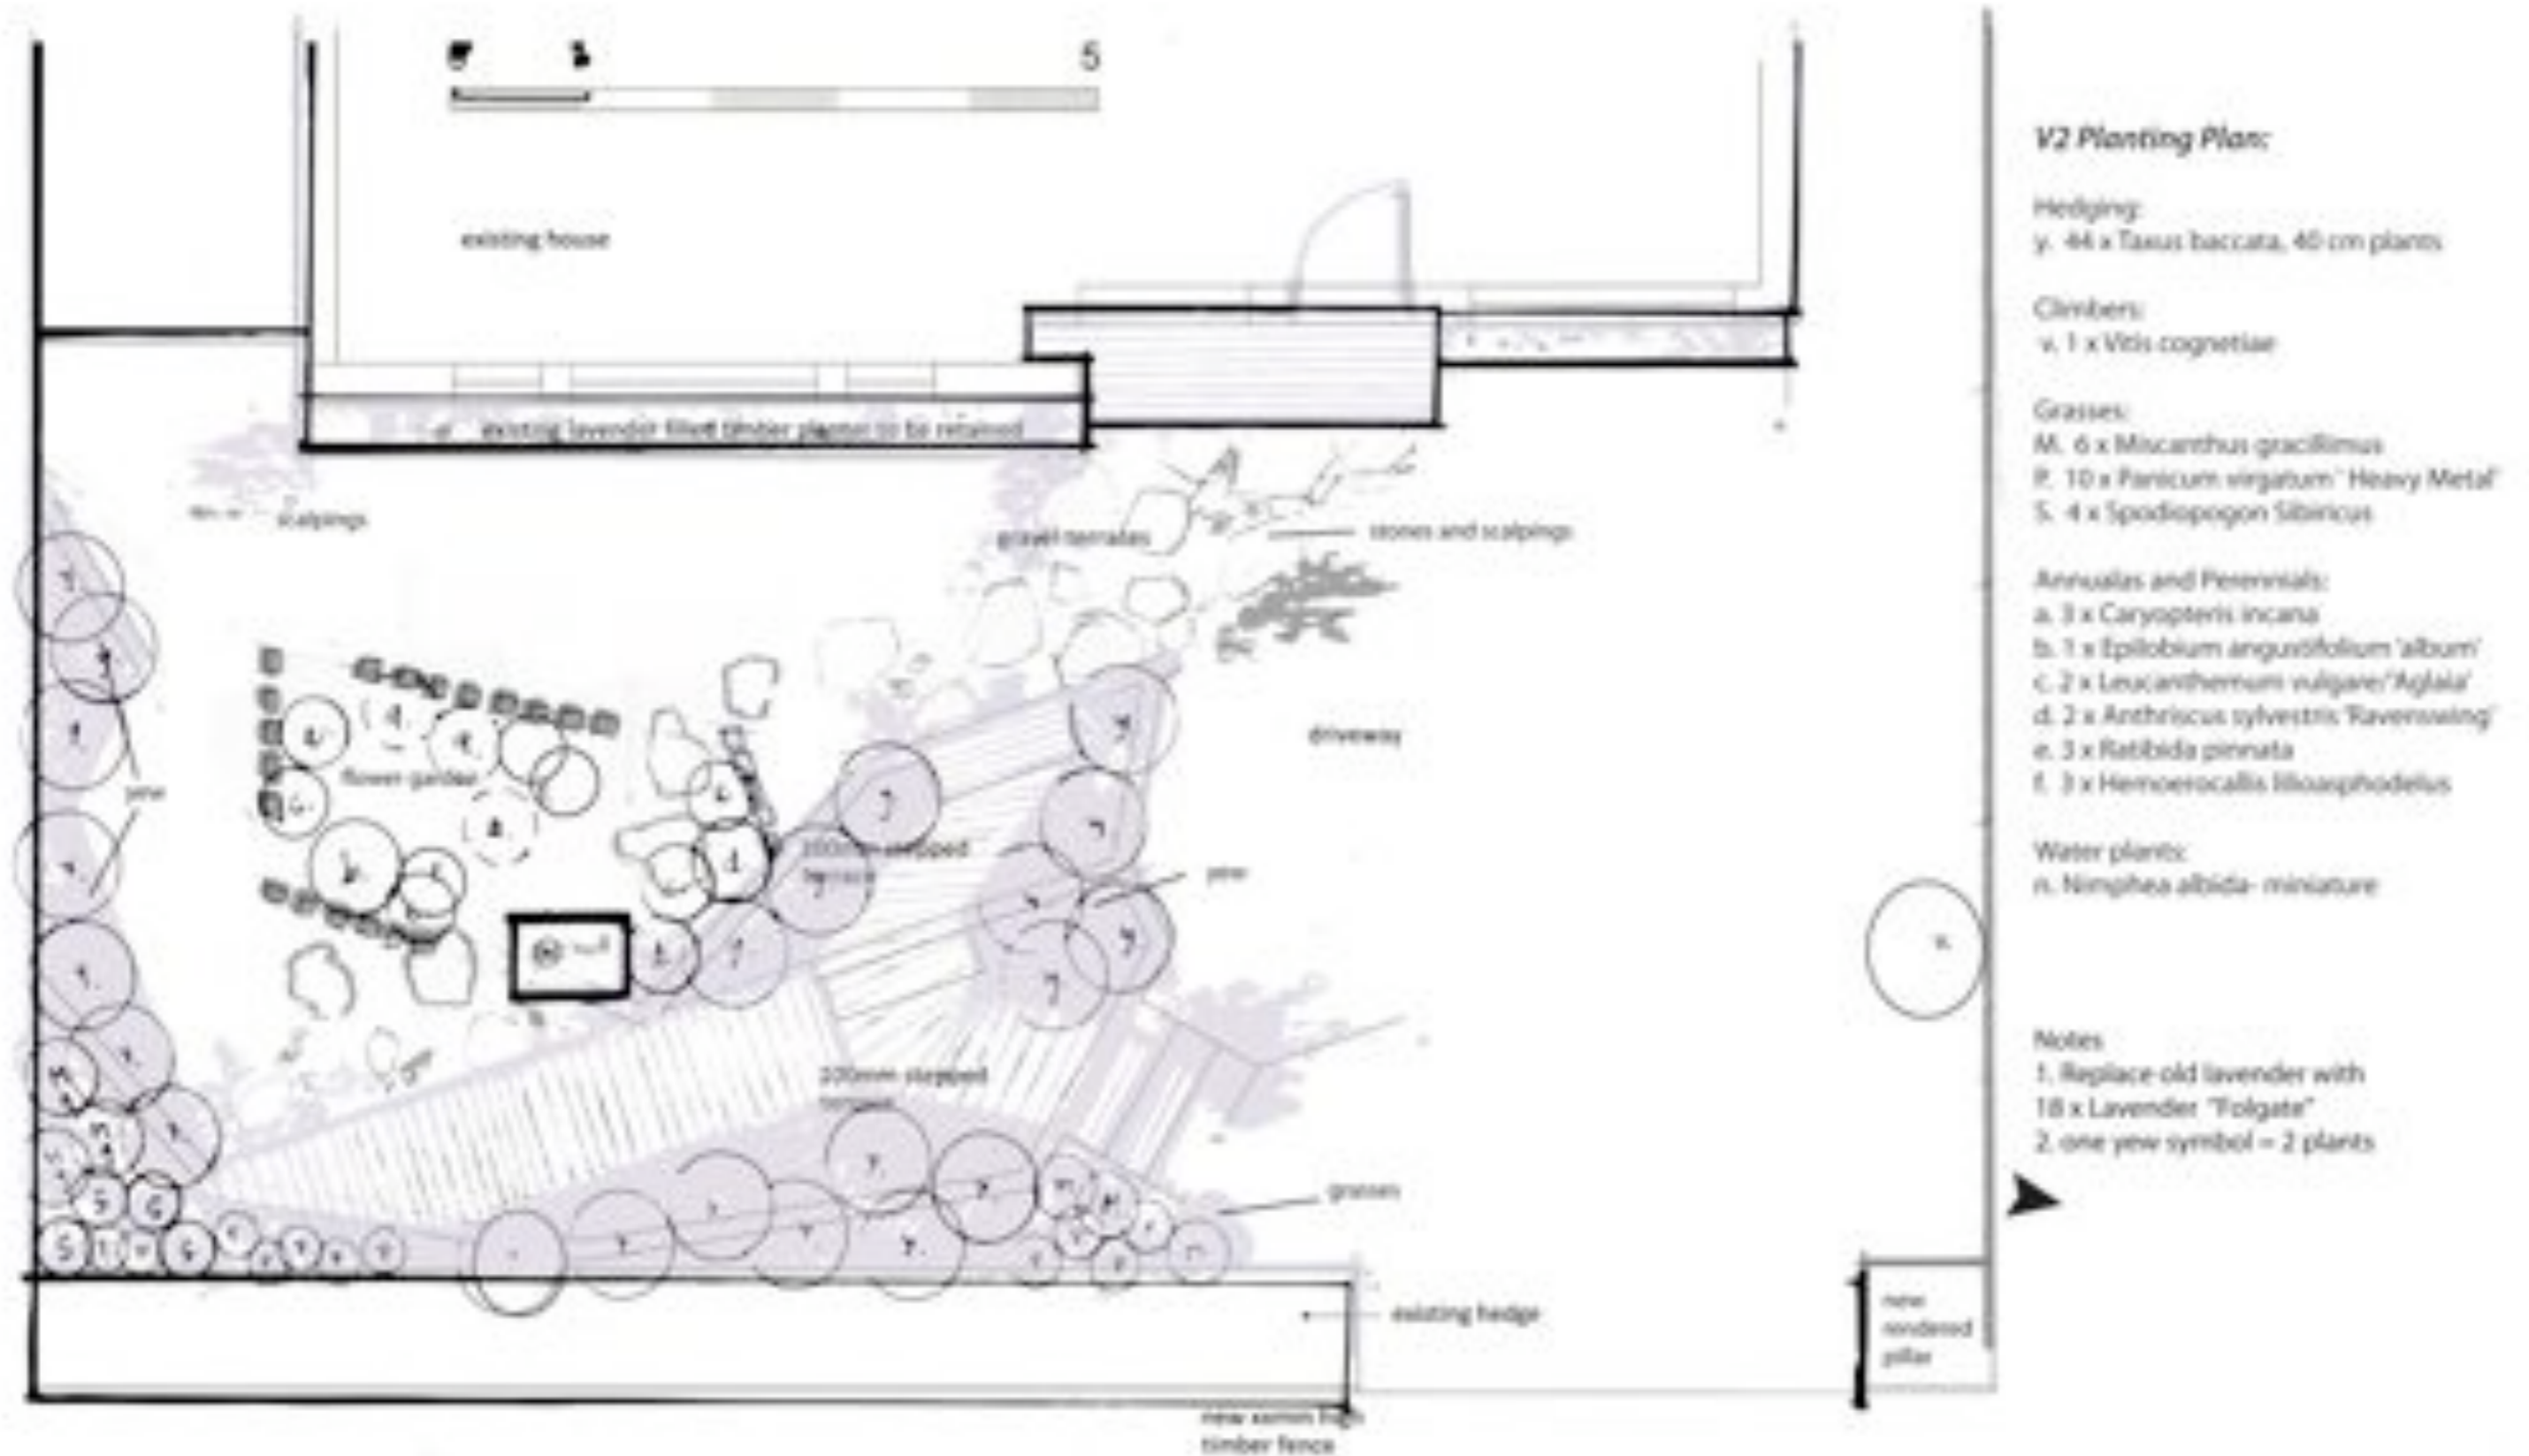 5
existing house
existing lavender filled timber planter to be retained
scalpings
gravel terraces
stones and scalpings
flower garden
driveway
yew
stepped
yew
b.
v.
stepped
S
S
grasses
existing hedge
new
rendered
pillar
new
timber fence
V2 Planting Plan:
Hedging:
y. 44 x Taxus baccata, 40 cm plants
Climbers:
v. 1 x Vitis cognetiae
Grasses:
M. 6 x Miscanthus gracillimus
P. 10 x Panicum virgatum ' Heavy Metal'
S. 4 x Spodiopogon Sibiricus
Annualas and Perennials:
a. 3 x Caryopteris incana
b. 1 x Epilobium angustifolium 'album'
c. 2 x Leucanthemum vulgare/'Aglaia'
d. 2 x Anthriscus sylvestris 'Ravenswing'
e. 3 x Ratibida pinnata
f. 3 x Hemoerocallis lilioasphodelus
Water plants:
n. Nimphea albida- miniature
Notes
1. Replace old lavender with
18 x Lavender "Folgate"
2. one yew symbol = 2 plants